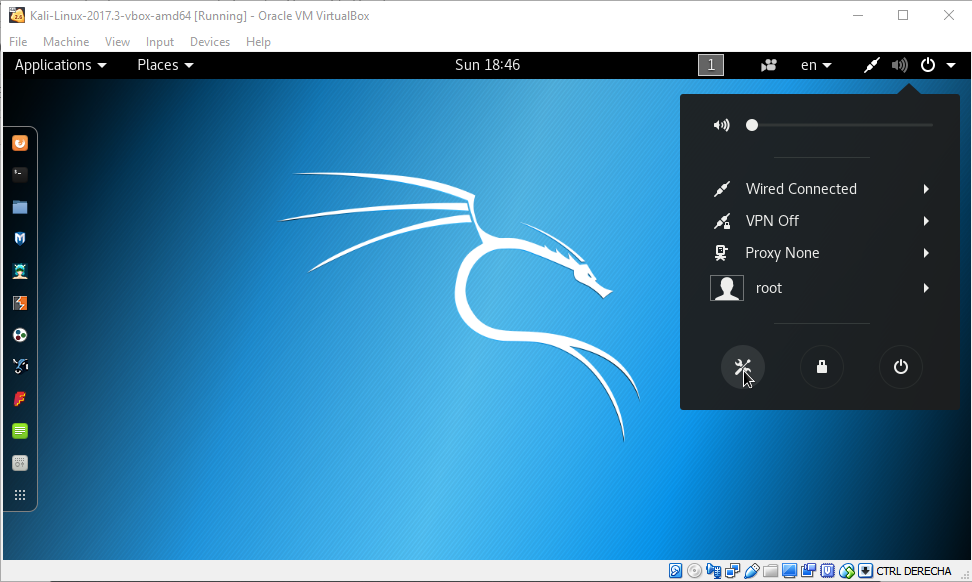 Kali-Linux-2017.3-vbox-amd64 [Running] - Oracle VM VirtualBox
File Machine View Input Devices Help
Applications Places Sun 18:46 1 en
Wired Connected
VPN Off
Proxy None
root
CTRL DERECHA